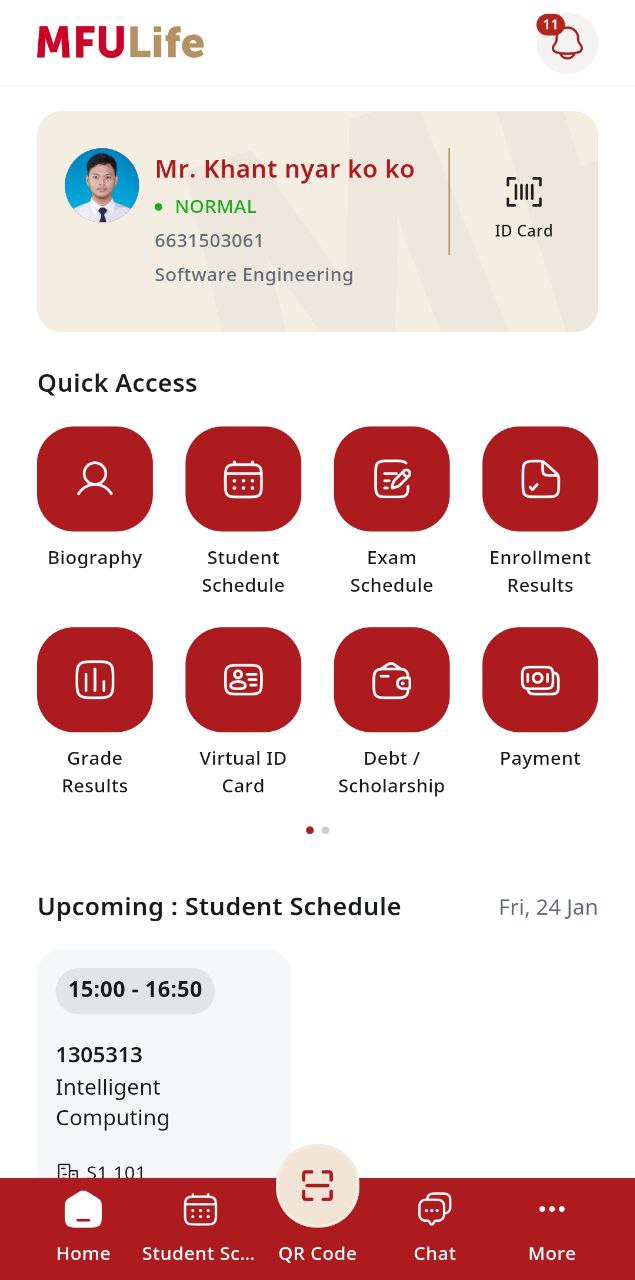 MFULife
11
Mr. Khant nyar ko ko
NORMAL
6631503061
Software Engineering
ID Card
Quick Access
Biography
Student
Schedule
Exam
Schedule
Enrollment
Results
Grade
Results
Virtual ID
Card
Debt /
Scholarship
Payment
Upcoming : Student Schedule
Fri, 24 Jan
15:00 - 16:50
1305313
Intelligent
Computing
S1 101
Home
Student Sc...
QR Code
Chat
More